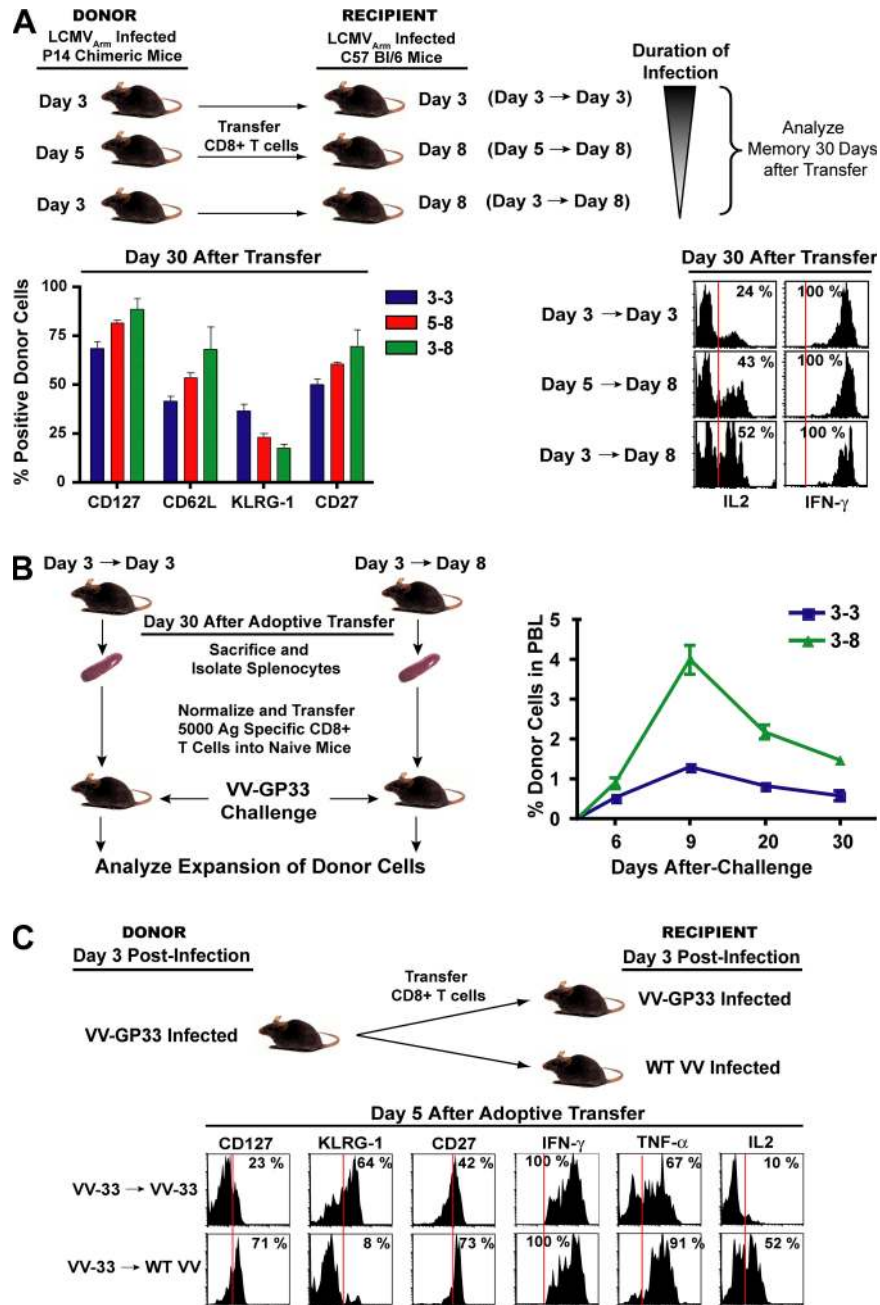 A
DONOR
LCMVArm Infected
P14 Chimeric Mice
RECIPIENT
LCMVArm Infected
C57 Bl/6 Mice
Duration of
Infection
Day 3
Day 3
(Day 3 → Day 3)
Transfer
CD8+ T cells
Day 5
Day 8
(Day 5 → Day 8)
Day 3
Day 8
(Day 3 → Day 8)
Analyze
Memory 30 Days
after Transfer
Day 30 After Transfer
% Positive Donor Cells
100
75
50
25
0
CD127 CD62L KLRG-1 CD27
3-3
5-8
3-8
Day 30 After Transfer
Day 3 → Day 3
24 % 100 %
Day 5 → Day 8
43 % 100 %
Day 3 → Day 8
52 % 100 %
IL2 IFN-γ
B
Day 3 → Day 3
Day 3 → Day 8
Day 30 After Adoptive Transfer
Sacrifice and
Isolate Splenocytes
Normalize and Transfer
5000 Ag Specific CD8+
T Cells into Naive Mice
VV-GP33
Challenge
Analyze Expansion of Donor Cells
% Donor Cells in PBL
5
4
3
2
1
0
6 9 20 30
Days After-Challenge
3-3
3-8
C
DONOR
Day 3 Post-Infection
RECIPIENT
Day 3 Post-Infection
Transfer
CD8+ T cells
VV-GP33 Infected
VV-GP33 Infected
WT VV Infected
Day 5 After Adoptive Transfer
CD127 KLRG-1 CD27 IFN-γ TNF-α IL2
VV-33 → VV-33
23 % 64 % 42 % 100 % 67 % 10 %
VV-33 → WT VV
71 % 8 % 73 % 100 % 91 % 52 %